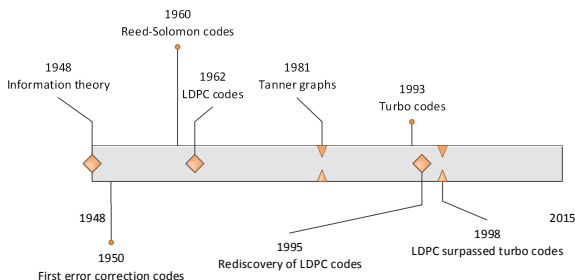 1960
Reed-Solomon codes
1948
Information theory
1962
LDPC codes
1981
Tanner graphs
1993
Turbo codes
1948
2015
1950
First error correction codes
1995
Rediscovery of LDPC codes
1998
LDPC surpassed turbo codes